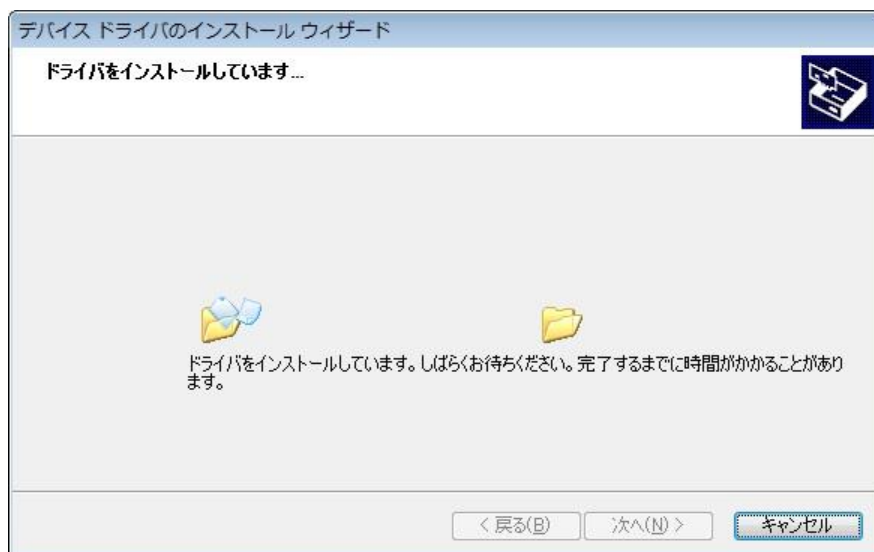 デバイス ドライバのインストール ウィザード
ドライバをインストールしています...
ドライバをインストールしています。しばらくお待ちください。完了するまでに時間がかかることがあり
ます。
< 戻る(B)
次へ(N) >
キャンセル